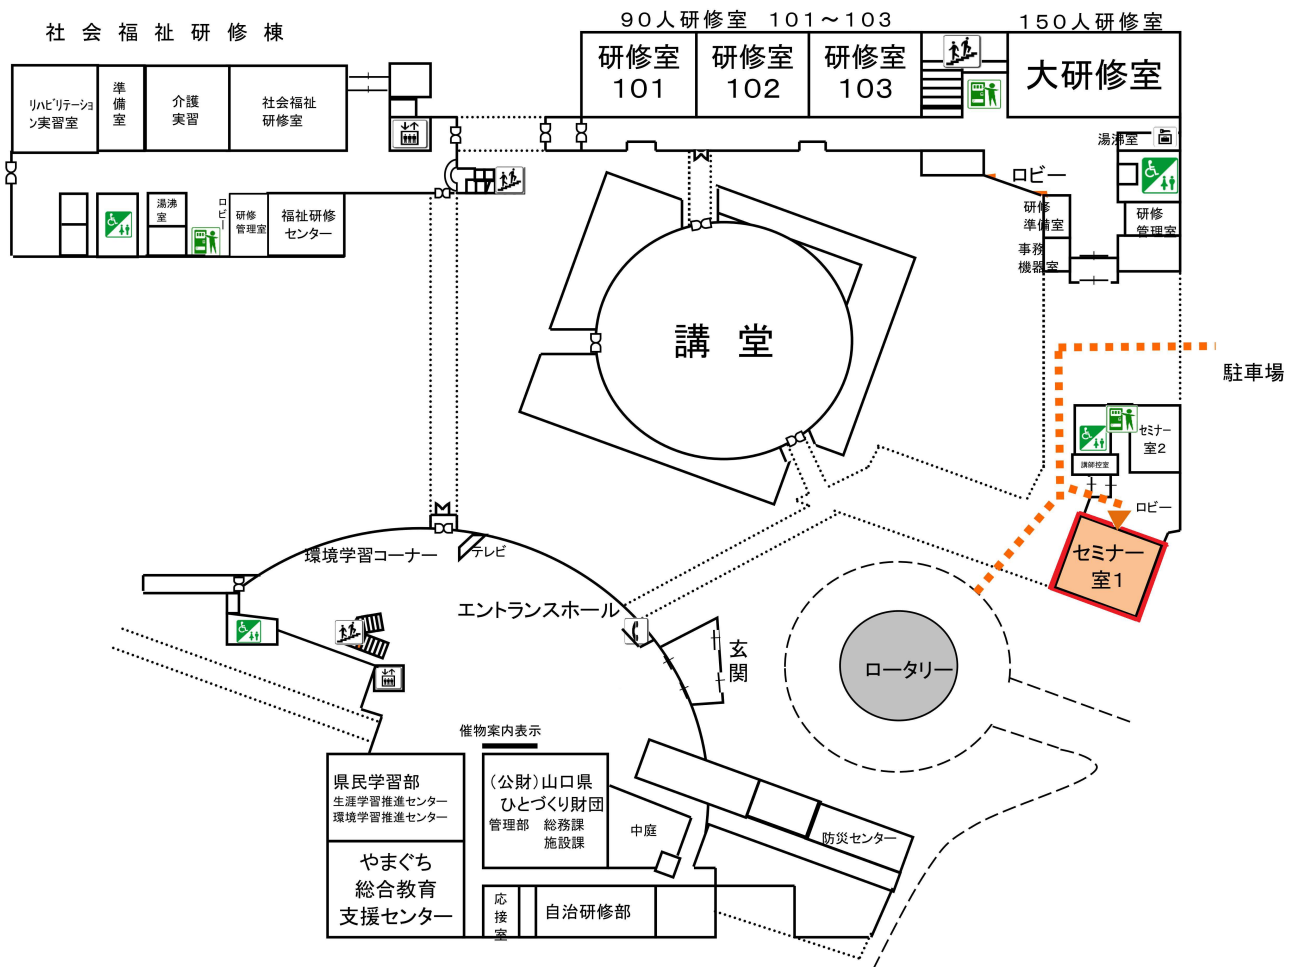 社会福祉研修棟
90人研修室 101～103
150人研修室
研修室
101
研修室
102
研修室
103
大研修室
リハビリテーショ
ン実習室
準
備
室
介護
実習
社会福祉
研修室
湯沸室
湯沸
室
ロビー
研修
管理室
福祉研修
センター
ロビー
研修
準備室
研修
管理室
事務
機器室
講堂
駐車場
セミナー
室2
講師控室
ロビー
セミナー
室1
環境学習コーナー
テレビ
エントランスホール
玄
関
ロータリー
催物案内表示
県民学習部
生涯学習推進センター
環境学習推進センター
(公財)山口県
ひとづくり財団
管理部 総務課
施設課
中庭
防災センター
やまぐち
総合教育
支援センター
応
接
室
自治研修部